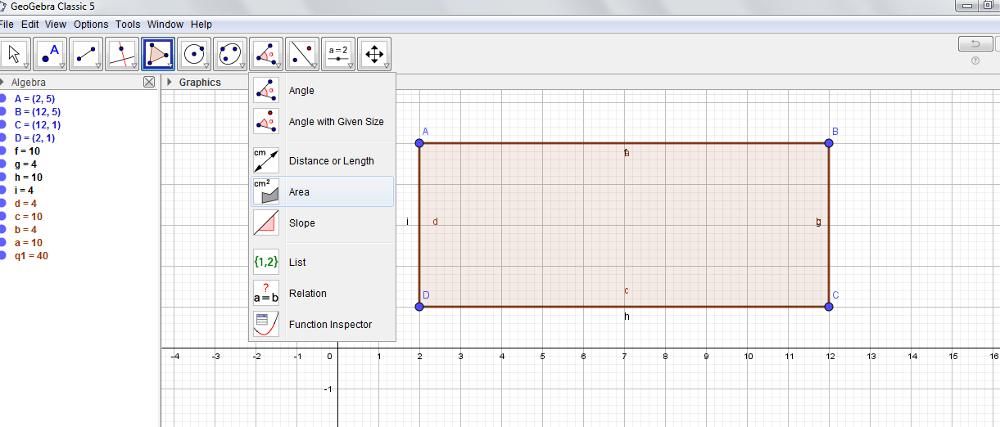 GeoGebra Classic 5
File Edit View Options Tools Window Help
A
a=2
Algebra
Graphics
A = (2, 5)
B = (12, 5)
C = (12, 1)
D = (2, 1)
f = 10
g = 4
h = 10
i = 4
d = 4
c = 10
b = 4
a = 10
q1 = 40
α Angle
α Angle with Given Size
cm Distance or Length
cm² Area
Slope
{1,2} List
? a=b Relation
Function Inspector
A B
a
i d g
c
D C
h
-4 -3 -2 -1 0 1 2 3 4 5 6 7 8 9 10 11 12 13 14 15 16
-1